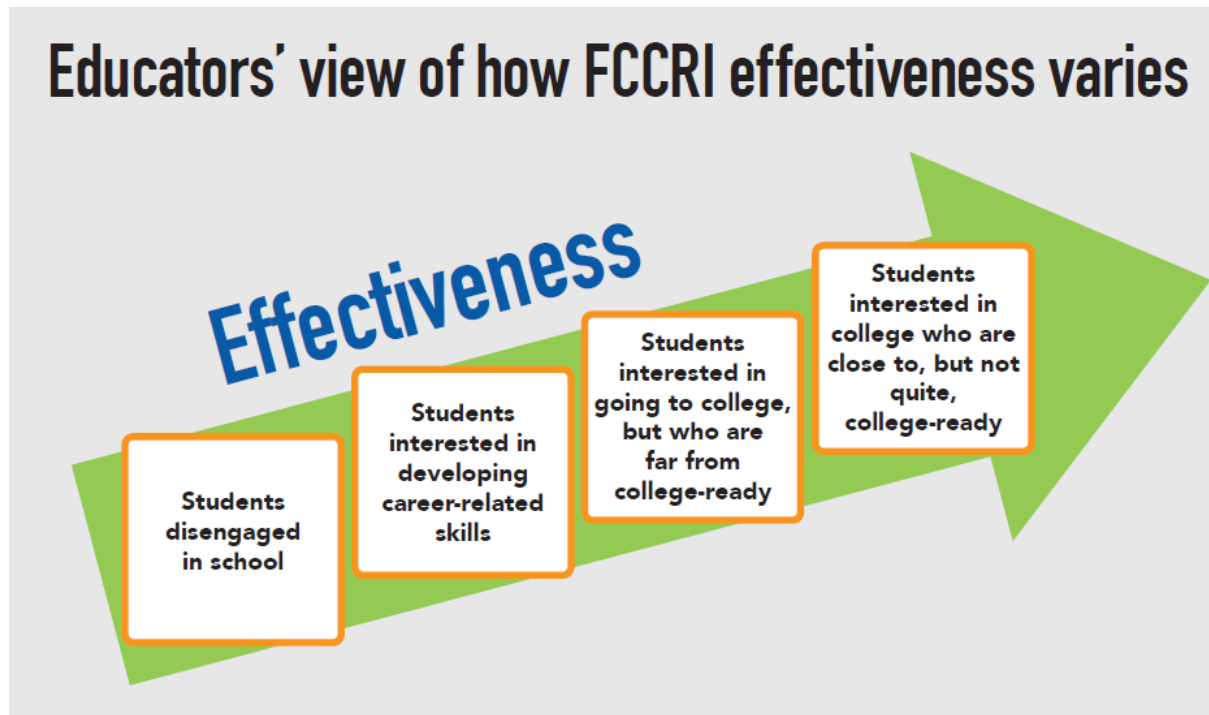 Educators’ view of how FCCRI effectiveness varies
Effectiveness
Students
disengaged
in school
Students
interested in
developing
career-related
skills
Students
interested in
going to college,
but who are
far from
college-ready
Students
interested in
college who are
close to, but not
quite,
college-ready